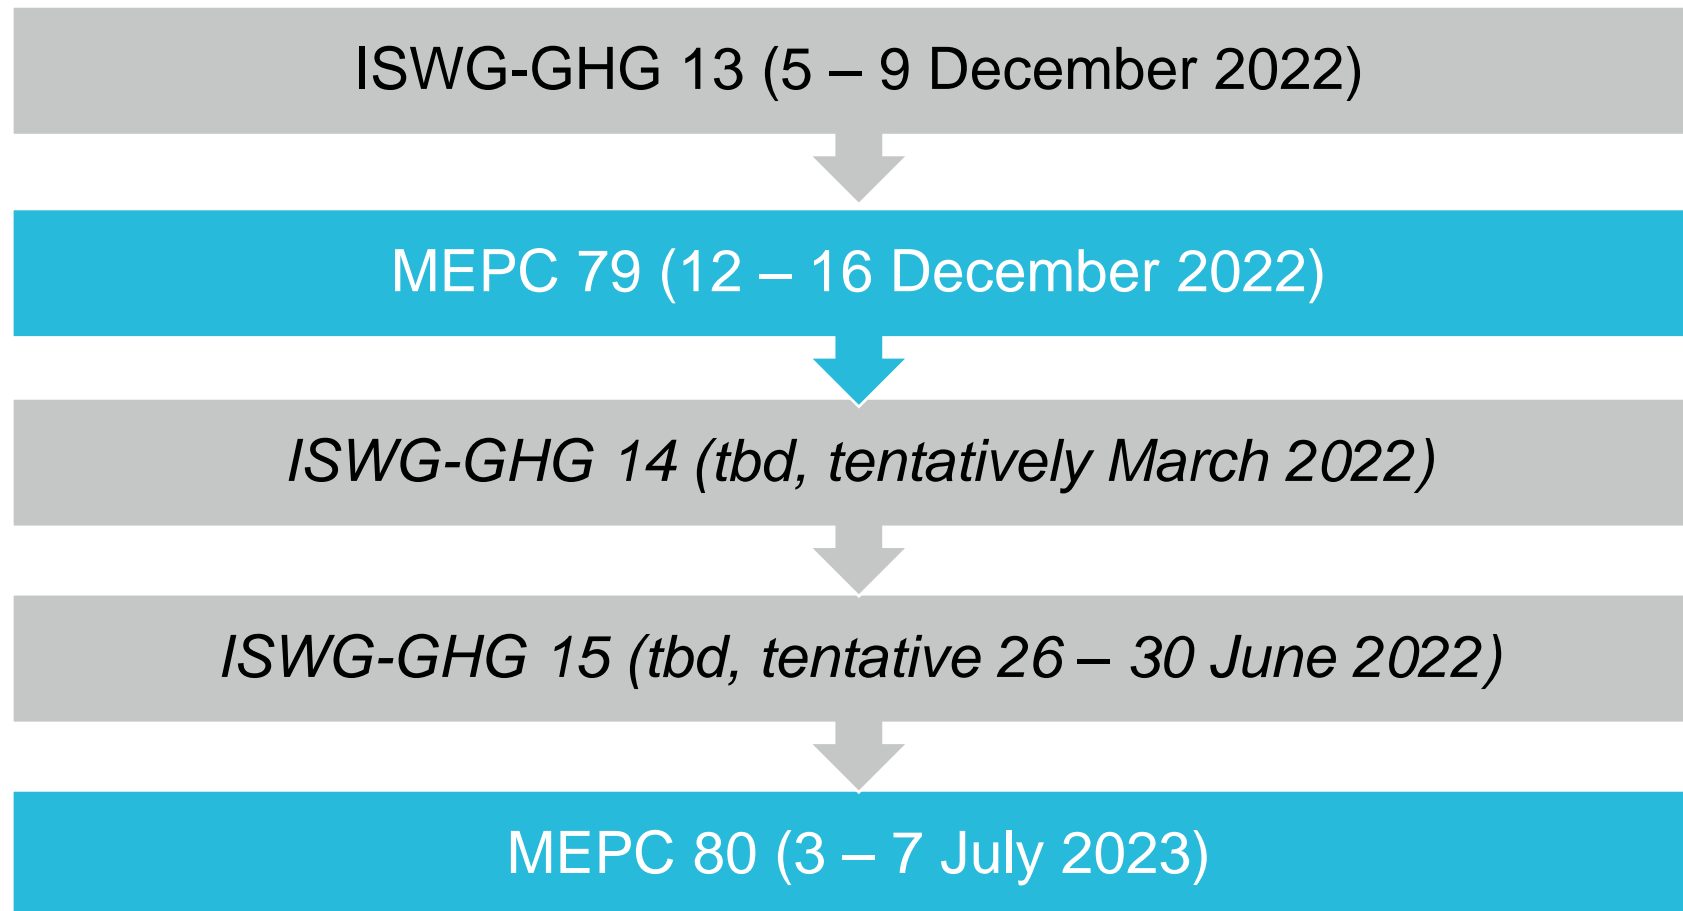 ISWG-GHG 13 (5 – 9 December 2022)
MEPC 79 (12 – 16 December 2022)
ISWG-GHG 14 (tbd, tentatively March 2022)
ISWG-GHG 15 (tbd, tentative 26 – 30 June 2022)
MEPC 80 (3 – 7 July 2023)